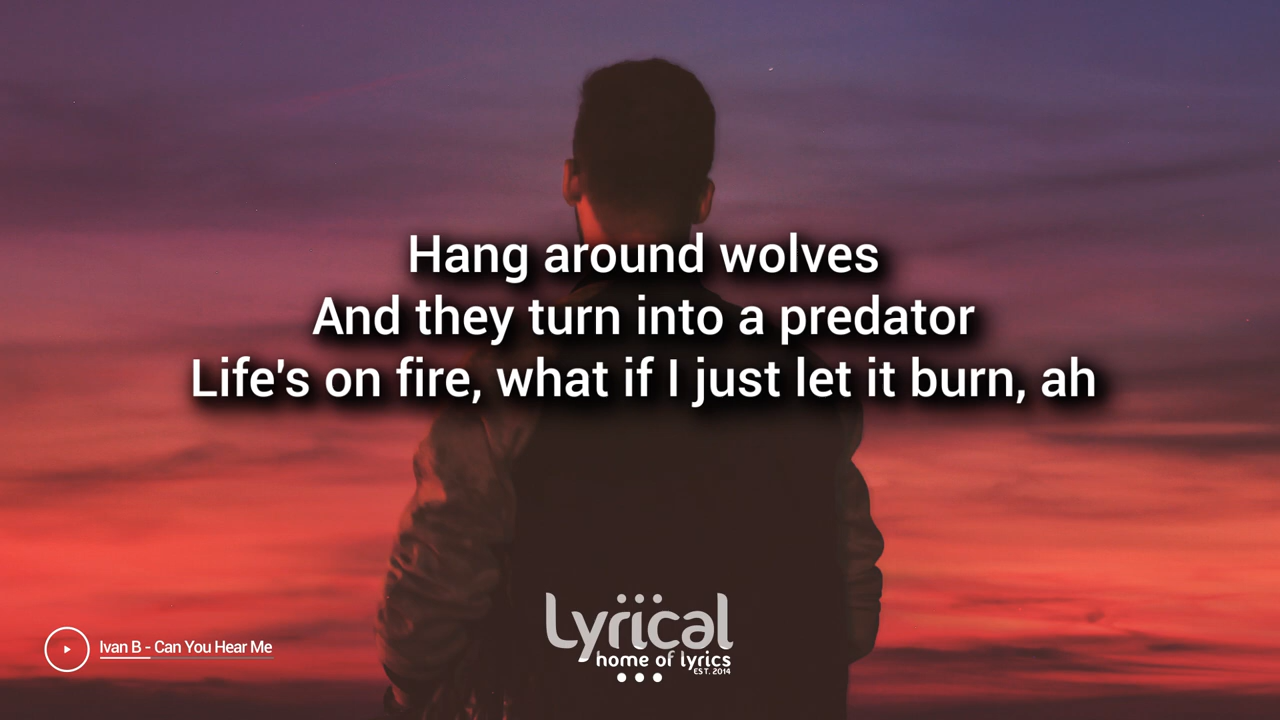 Hang around wolves
And they turn into a predator
Life's on fire, what if I just let it burn, ah
Lyrical
home of lyrics
EST. 2014
Ivan B - Can You Hear Me